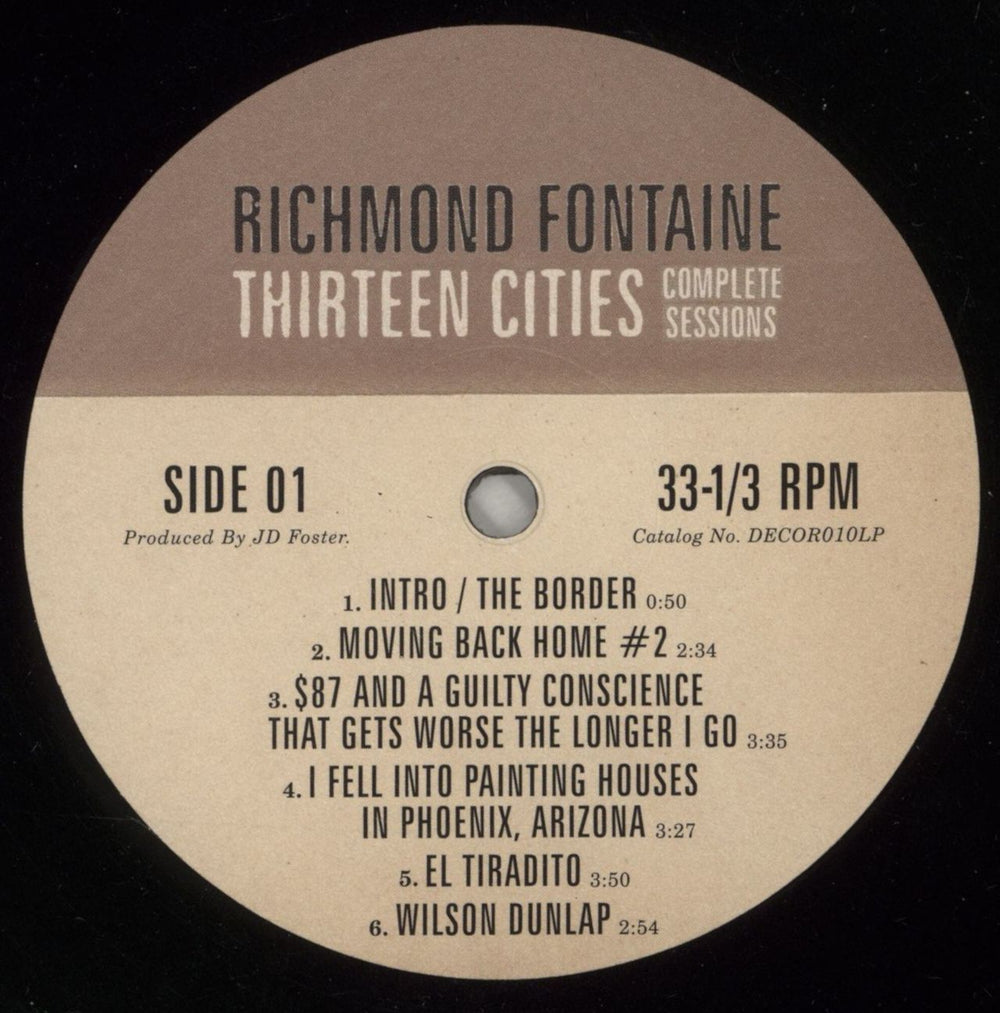 RICHMOND FONTAINE
THIRTEEN CITIES COMPLETE SESSIONS
SIDE 01
Produced By JD Foster.
33-1/3 RPM
Catalog No. DECOR010LP
1. INTRO / THE BORDER 0:50
2. MOVING BACK HOME #2 2:34
3. $87 AND A GUILTY CONSCIENCE
THAT GETS WORSE THE LONGER I GO 3:35
4. I FELL INTO PAINTING HOUSES
IN PHOENIX, ARIZONA 3:27
5. EL TIRADITO 3:50
6. WILSON DUNLAP 2:54